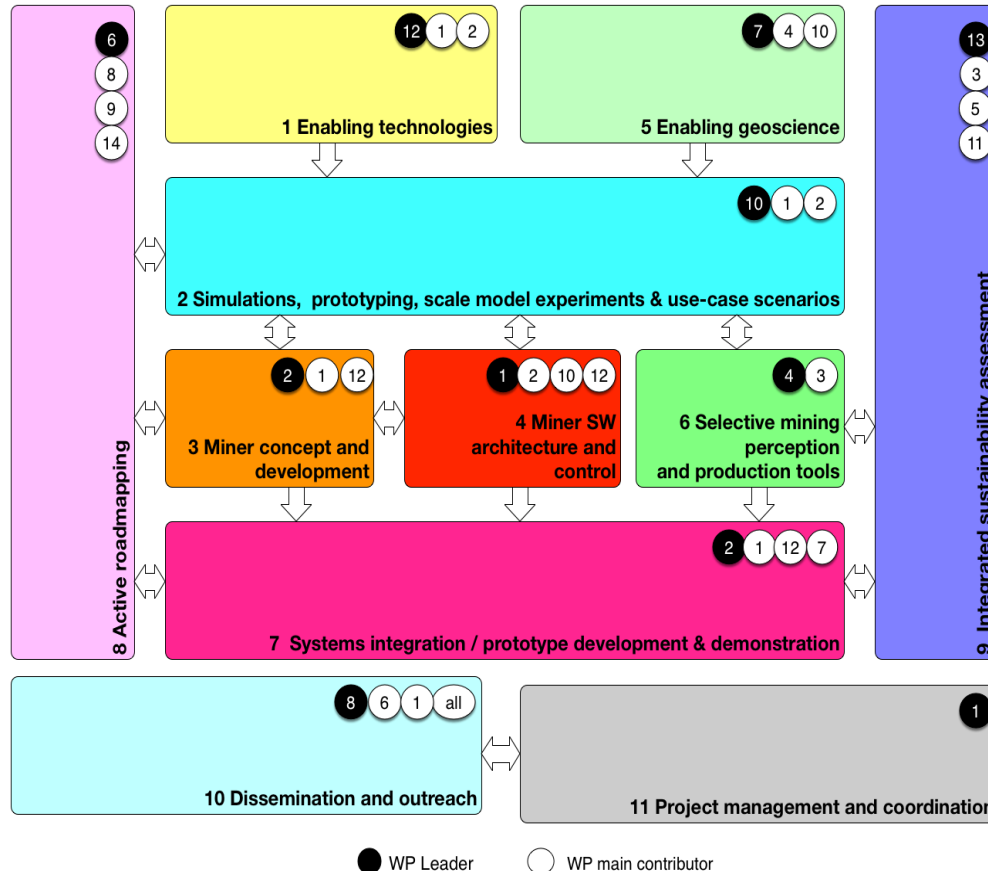 6
8
9
14
8 Active roadmapping
12 1 2
1 Enabling technologies
7 4 10
5 Enabling geoscience
13
3
5
11
9 Integrated sustainability assessment
10 1 2
2 Simulations, prototyping, scale model experiments & use-case scenarios
2 1 12
3 Miner concept and
development
1 2 10 12
4 Miner SW
architecture and
control
4 3
6 Selective mining
perception
and production tools
2 1 12 7
7 Systems integration / prototype development & demonstration
8 6 1 all
10 Dissemination and outreach
1
11 Project management and coordination
WP Leader
WP main contributor